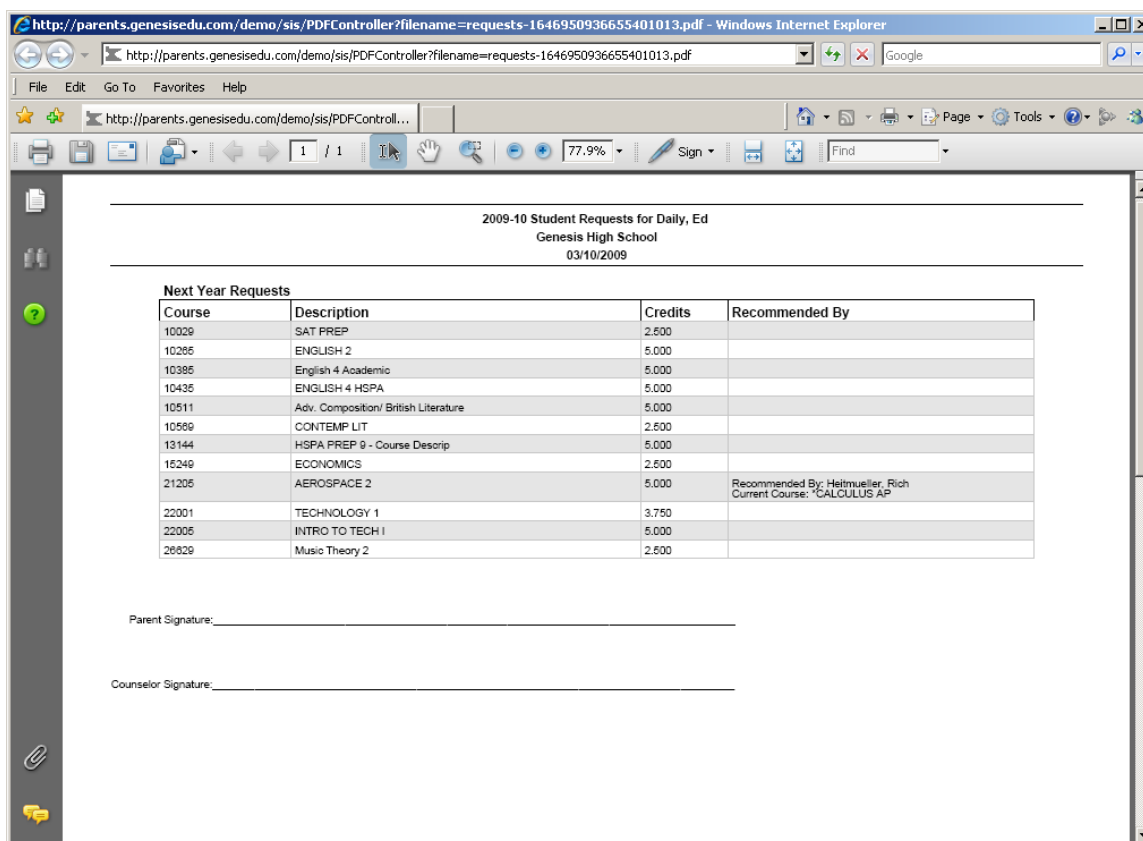 http://parents.genesisedu.com/demo/sis/PDFController?filename=requests-1646950936655401013.pdf - Windows Internet Explorer
http://parents.genesisedu.com/demo/sis/PDFController?filename=requests-1646950936655401013.pdf Google
File Edit Go To Favorites Help
http://parents.genesisedu.com/demo/sis/PDFControll... Page Tools
1 / 1 77.9% Sign Find
2009-10 Student Requests for Daily, Ed
Genesis High School
03/10/2009
Next Year Requests
Course Description Credits Recommended By
10029 SAT PREP 2.500
10265 ENGLISH 2 5.000
10385 English 4 Academic 5.000
10435 ENGLISH 4 HSPA 5.000
10511 Adv. Composition/ British Literature 5.000
10569 CONTEMP LIT 2.500
13144 HSPA PREP 9 - Course Descrip 5.000
15249 ECONOMICS 2.500
21205 AEROSPACE 2 5.000 Recommended By: Heitmueller, Rich
Current Course: *CALCULUS AP
22001 TECHNOLOGY 1 3.750
22005 INTRO TO TECH I 5.000
26629 Music Theory 2 2.500
Parent Signature:
Counselor Signature: